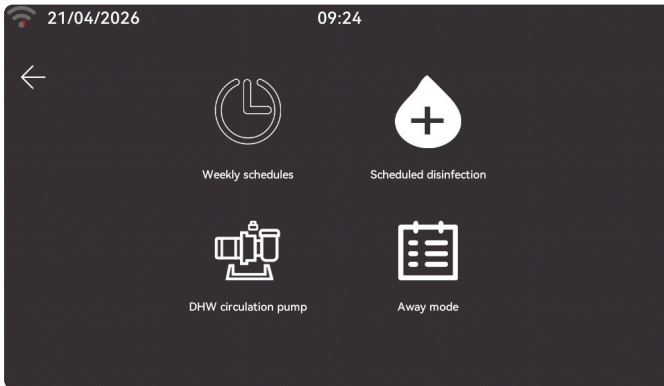 21/04/2026 09:24
Weekly schedules Scheduled disinfection
DHW circulation pump Away mode